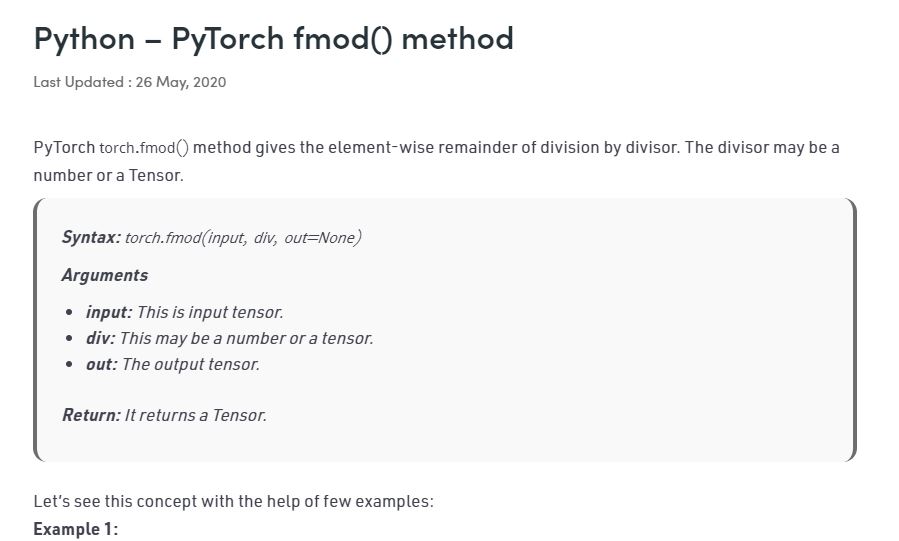 Python – PyTorch fmod() method
Last Updated : 26 May, 2020
PyTorch torch.fmod() method gives the element-wise remainder of division by divisor. The divisor may be a
number or a Tensor.
Syntax: torch.fmod(input, div, out=None)
Arguments
• input: This is input tensor.
• div: This may be a number or a tensor.
• out: The output tensor.
Return: It returns a Tensor.
Let's see this concept with the help of few examples:
Example 1: